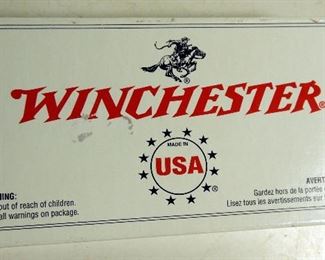 WINCHESTER®
MADE IN
USA
®
NING:
out of reach of children.
all warnings on package.
AVERT
Gardez hors de la portée
Lisez tous les avertissements sur